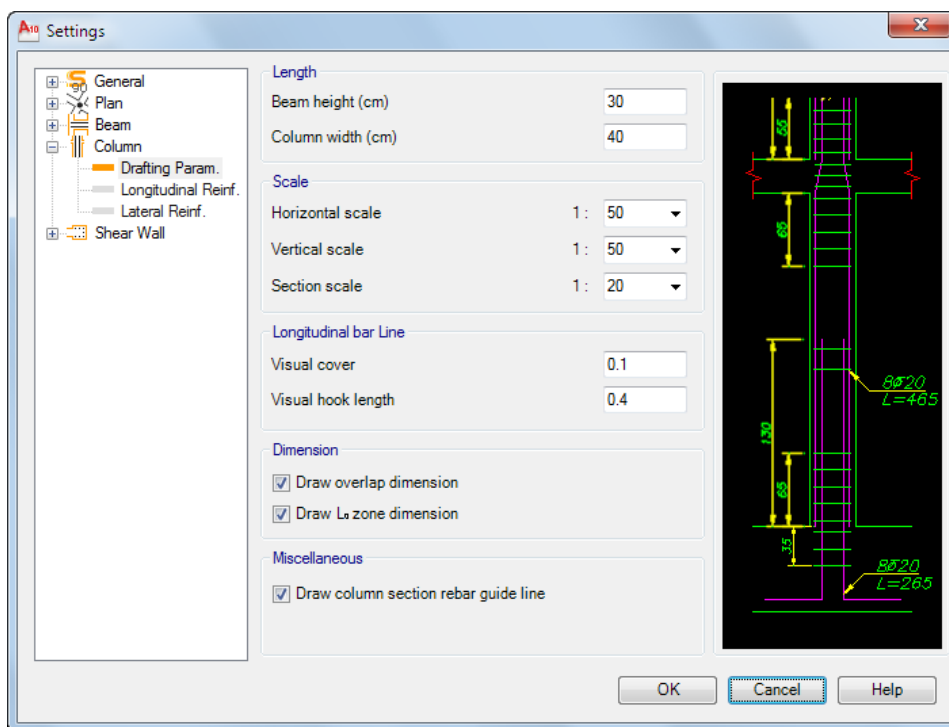 A10 Settings
General
Plan
Beam
Column
Drafting Param.
Longitudinal Reinf.
Lateral Reinf.
Shear Wall
Length
Beam height (cm) 30
Column width (cm) 40
Scale
Horizontal scale 1 : 50
Vertical scale 1 : 50
Section scale 1 : 20
Longitudinal bar Line
Visual cover 0.1
Visual hook length 0.4
Dimension
Draw overlap dimension
Draw L₀ zone dimension
Miscellaneous
Draw column section rebar guide line
65
8Ø20
L=465
130
65
35
8Ø20
L=265
OK Cancel Help